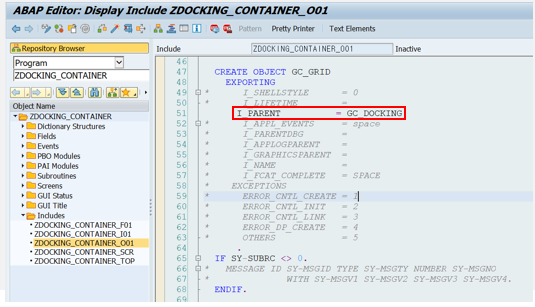 ABAP Editor: Display Include ZDOCKING_CONTAINER_O01
Pattern Pretty Printer Text Elements
Repository Browser
Program
ZDOCKING_CONTAINER
Object Name
ZDOCKING_CONTAINER
Dictionary Structures
Fields
Events
PBO Modules
PAI Modules
Subroutines
Screens
GUI Status
GUI Title
Includes
ZDOCKING_CONTAINER_F01
ZDOCKING_CONTAINER_I01
ZDOCKING_CONTAINER_O01
ZDOCKING_CONTAINER_SCR
ZDOCKING_CONTAINER_TOP
Include ZDOCKING_CONTAINER_O01 Inactive
46
47 CREATE OBJECT GC_GRID
48 EXPORTING
49 * I_SHELLSTYLE = 0
50 * I_LIFETIME =
51 I_PARENT = GC_DOCKING
52 * I_APPL_EVENTS = space
53 * I_PARENTDBG =
54 * I_APPLOGPARENT =
55 * I_GRAPHICSPARENT =
56 * I_NAME =
57 * I_FCAT_COMPLETE = SPACE
58 * EXCEPTIONS
59 * ERROR_CNTL_CREATE = 1
60 * ERROR_CNTL_INIT = 2
61 * ERROR_CNTL_LINK = 3
62 * ERROR_DP_CREATE = 4
63 * OTHERS = 5
64 .
65 IF SY-SUBRC <> 0.
66 * MESSAGE ID SY-MSGID TYPE SY-MSGTY NUMBER SY-MSGNO
67 * WITH SY-MSGV1 SY-MSGV2 SY-MSGV3 SY-MSGV4.
68 ENDIF.
69